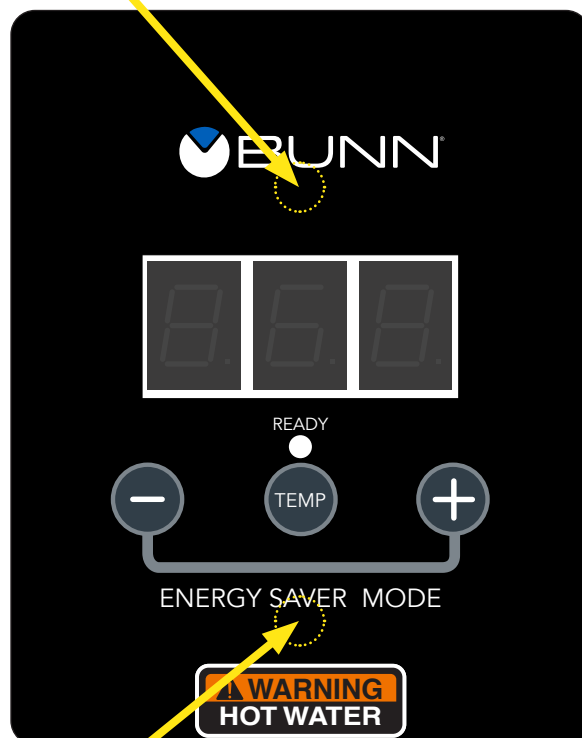 BUNN®
READY
TEMP
ENERGY SAVER MODE
WARNING
HOT WATER